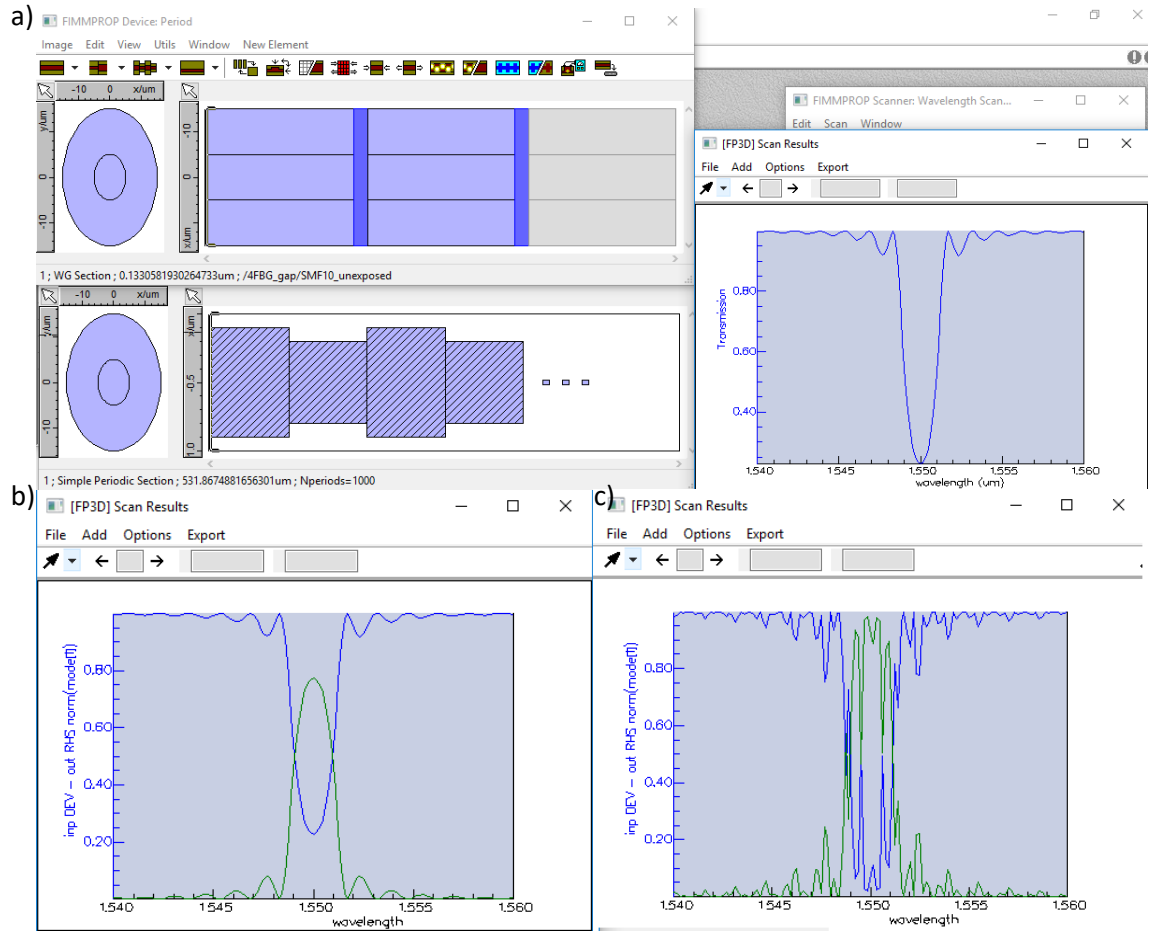 a)
FIMMPROP Device: Period
Image Edit View Utils Window New Element
-10 0 x/um
y/um
-10
0
-10
0
x/um
1 ; WG Section ; 0.1330581930264733um ; /4FBG_gap/SMF10_unexposed
-10 0 x/um
y/um
0
-10
x/um
-0.5
1.0
1 ; Simple Periodic Section ; 531.8674881656301um ; Nperiods=1000
FIMMPROP Scanner: Wavelength Scan...
Edit Scan Window
[FP3D] Scan Results
File Add Options Export
Transmission
0.80
0.60
0.40
1.540 1.545 1.550 1.555 1.560
wavelength (um)
b)
[FP3D] Scan Results
File Add Options Export
inp DEV - out RHS norm(mode[1])
0.80
0.60
0.40
0.20
1.540 1.545 1.550 1.555 1.560
wavelength
c)
[FP3D] Scan Results
File Add Options Export
inp DEV - out RHS norm(mode[1])
0.80
0.60
0.40
0.20
1.540 1.545 1.550 1.555 1.560
wavelength